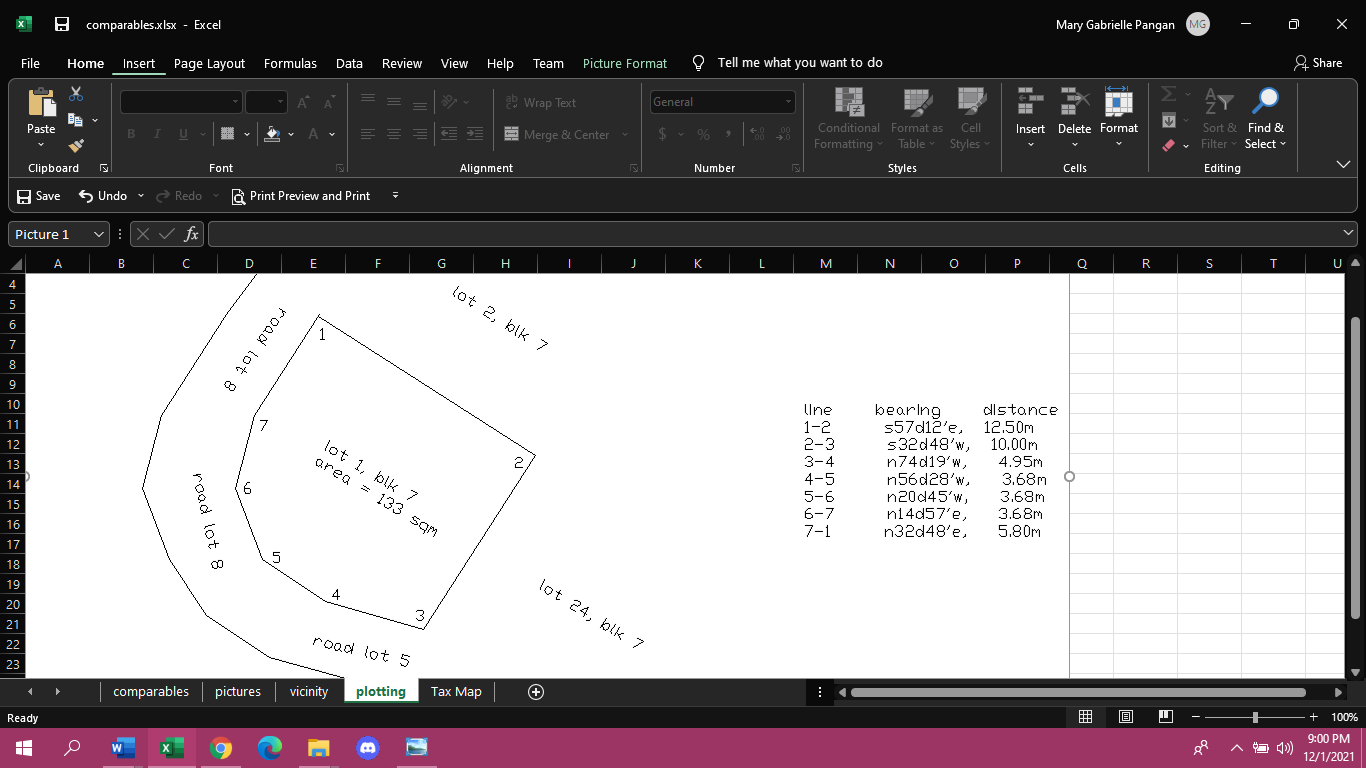 comparables.xlsx - Excel
Mary Gabrielle Pangan
MG
File Home Insert Page Layout Formulas Data Review View Help Team Picture Format Tell me what you want to do Share
Paste
Clipboard
B I U A
Font
A A
ab Wrap Text
Merge & Center
Alignment
General
$ % ,
Number
Conditional Formatting
Format as Table
Cell Styles
Styles
Insert
Delete
Format
Cells
Sort & Filter
Find & Select
Editing
Save Undo Redo Print Preview and Print
Picture 1
fx
A B C D E F G H I J K L M N O P Q R S T U
4
5
6
7
8
9
10
11
12
13
14
15
16
17
18
19
20
21
22
23
lot 2, blk 7
road lot 8
1
7
2
lot 1, blk 7
area = 133 sqm
6
road lot 8
5
4
3
lot 24, blk 7
road lot 5
line bearing distance
1-2 s57d12'e, 12.50m
2-3 s32d48'w, 10.00m
3-4 n74d19'w, 4.95m
4-5 n56d28'w, 3.68m
5-6 n20d45'w, 3.68m
6-7 n14d57'e, 3.68m
7-1 n32d48'e, 5.80m
comparables pictures vicinity plotting Tax Map
Ready
100%
9:00 PM
12/1/2021